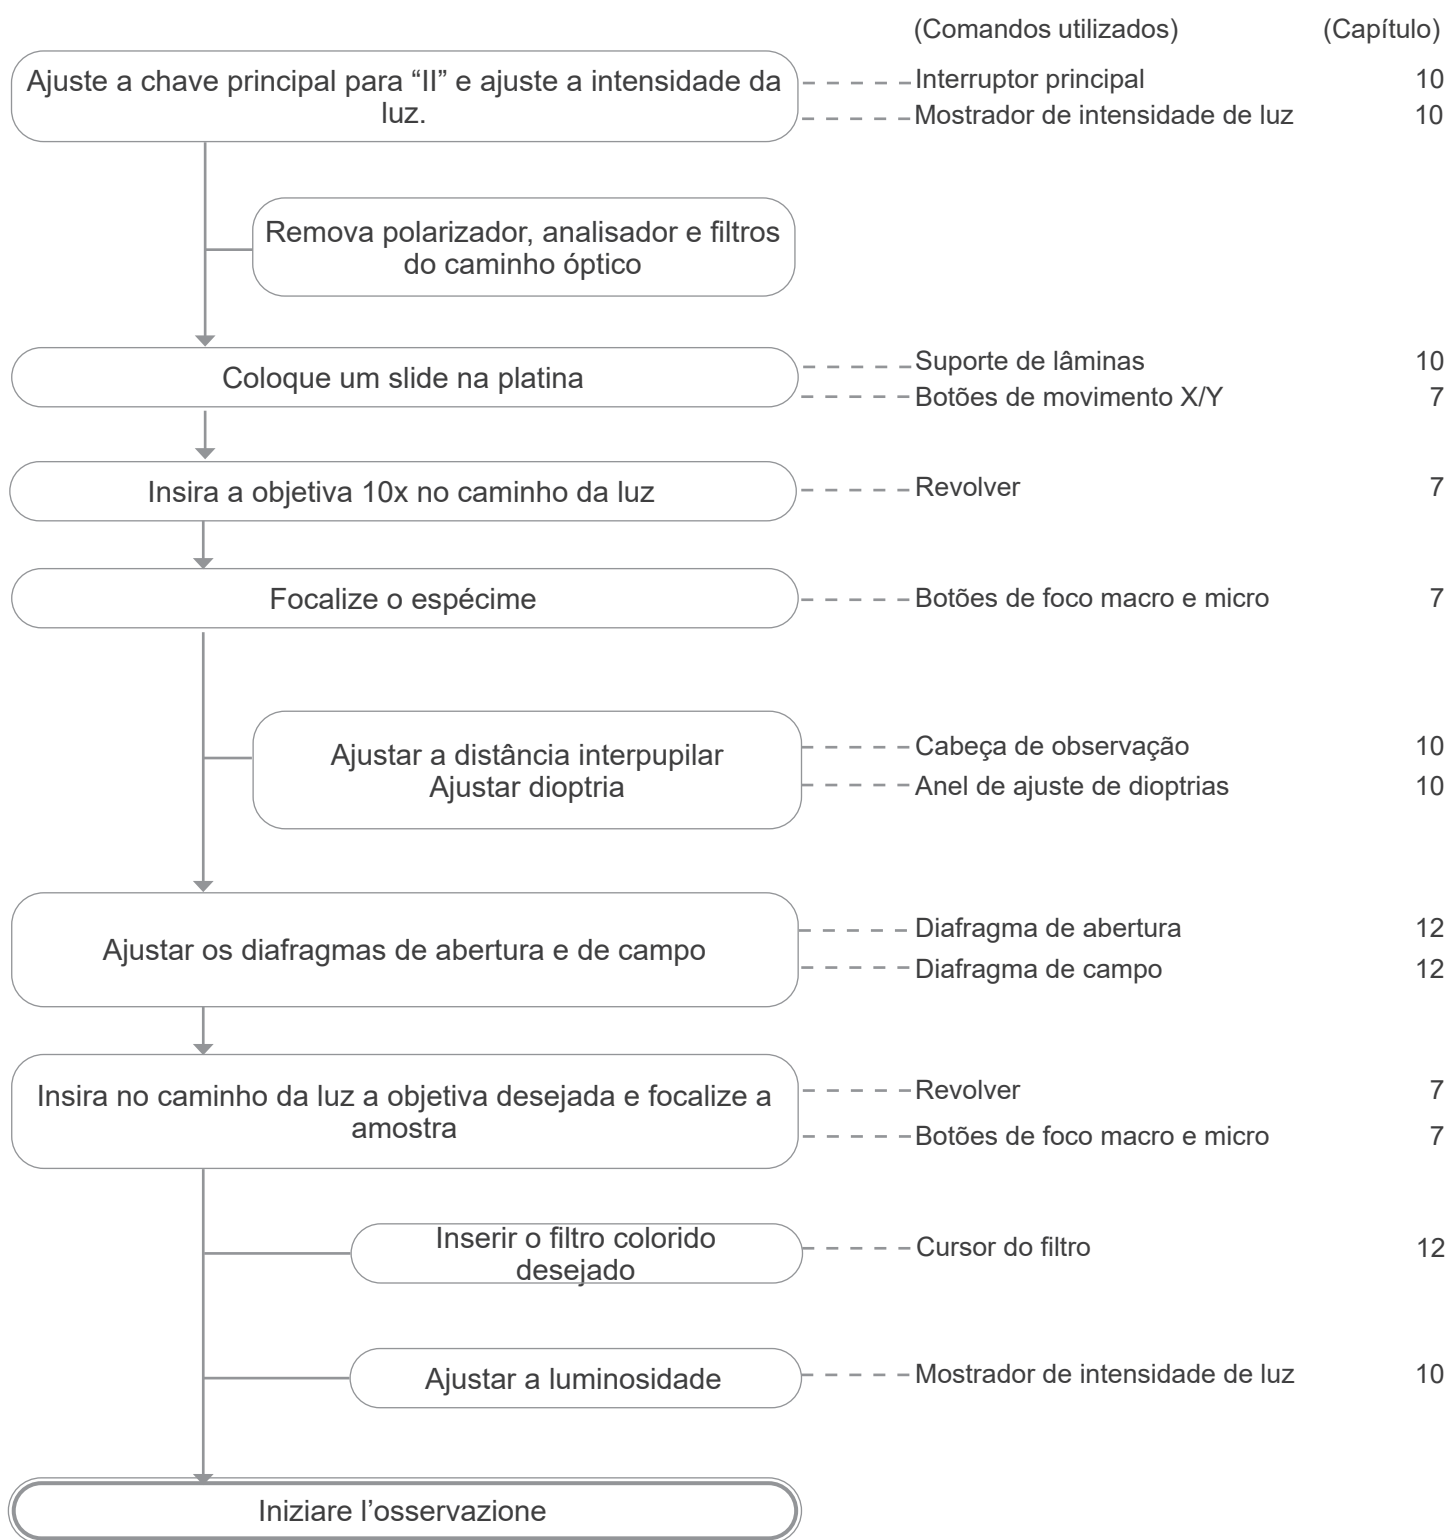 (Comandos utilizados) (Capítulo)
Ajuste a chave principal para “II” e ajuste a intensidade da
luz.
Interruptor principal 10
Mostrador de intensidade de luz 10
Remova polarizador, analisador e filtros
do caminho óptico
Coloque um slide na platina
Suporte de lâminas 10
Botões de movimento X/Y 7
Insira a objetiva 10x no caminho da luz
Revolver 7
Focalize o espécime
Botões de foco macro e micro 7
Ajustar a distância interpupilar
Ajustar dioptria
Cabeça de observação 10
Anel de ajuste de dioptrias 10
Ajustar os diafragmas de abertura e de campo
Diafragma de abertura 12
Diafragma de campo 12
Insira no caminho da luz a objetiva desejada e focalize a
amostra
Revolver 7
Botões de foco macro e micro 7
Inserir o filtro colorido
desejado
Cursor do filtro 12
Ajustar a luminosidade
Mostrador de intensidade de luz 10
Iniziare l’osservazione